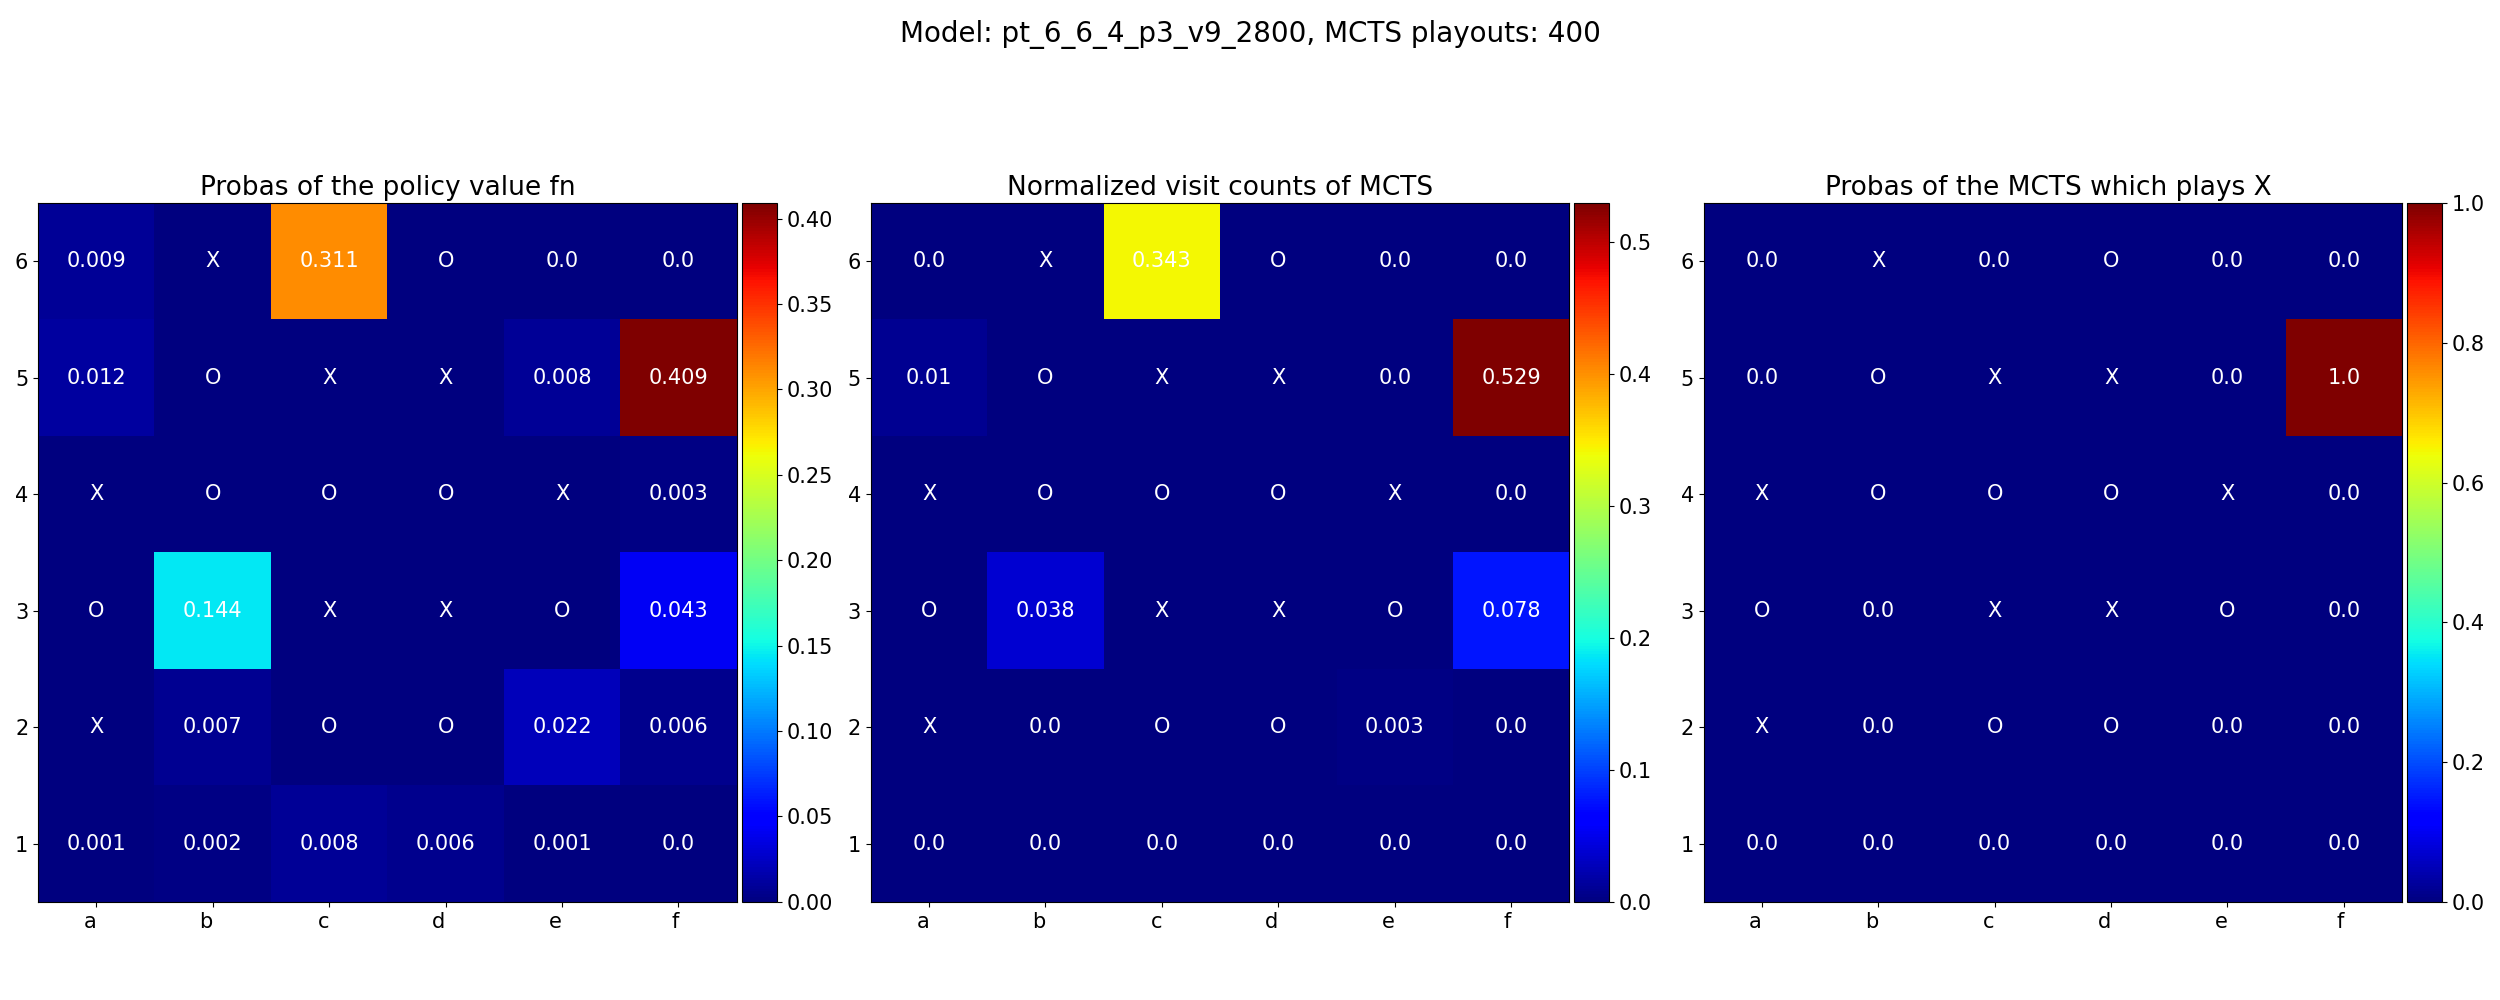 Model: pt_6_6_4_p3_v9_2800, MCTS playouts: 400
Probas of the policy value fn
6 0.009 X 0.311 O 0.0 0.0
5 0.012 O X X 0.008 0.409
4 X O O O X 0.003
3 O 0.144 X X O 0.043
2 X 0.007 O O 0.022 0.006
1 0.001 0.002 0.008 0.006 0.001 0.0
a b c d e f
0.40
0.35
0.30
0.25
0.20
0.15
0.10
0.05
0.00
Normalized visit counts of MCTS
6 0.0 X 0.343 O 0.0 0.0
5 0.01 O X X 0.0 0.529
4 X O O O X 0.0
3 O 0.038 X X O 0.078
2 X 0.0 O O 0.003 0.0
1 0.0 0.0 0.0 0.0 0.0 0.0
a b c d e f
0.5
0.4
0.3
0.2
0.1
0.0
Probas of the MCTS which plays X
6 0.0 X 0.0 O 0.0 0.0
5 0.0 O X X 0.0 1.0
4 X O O O X 0.0
3 O 0.0 X X O 0.0
2 X 0.0 O O 0.0 0.0
1 0.0 0.0 0.0 0.0 0.0 0.0
a b c d e f
1.0
0.8
0.6
0.4
0.2
0.0